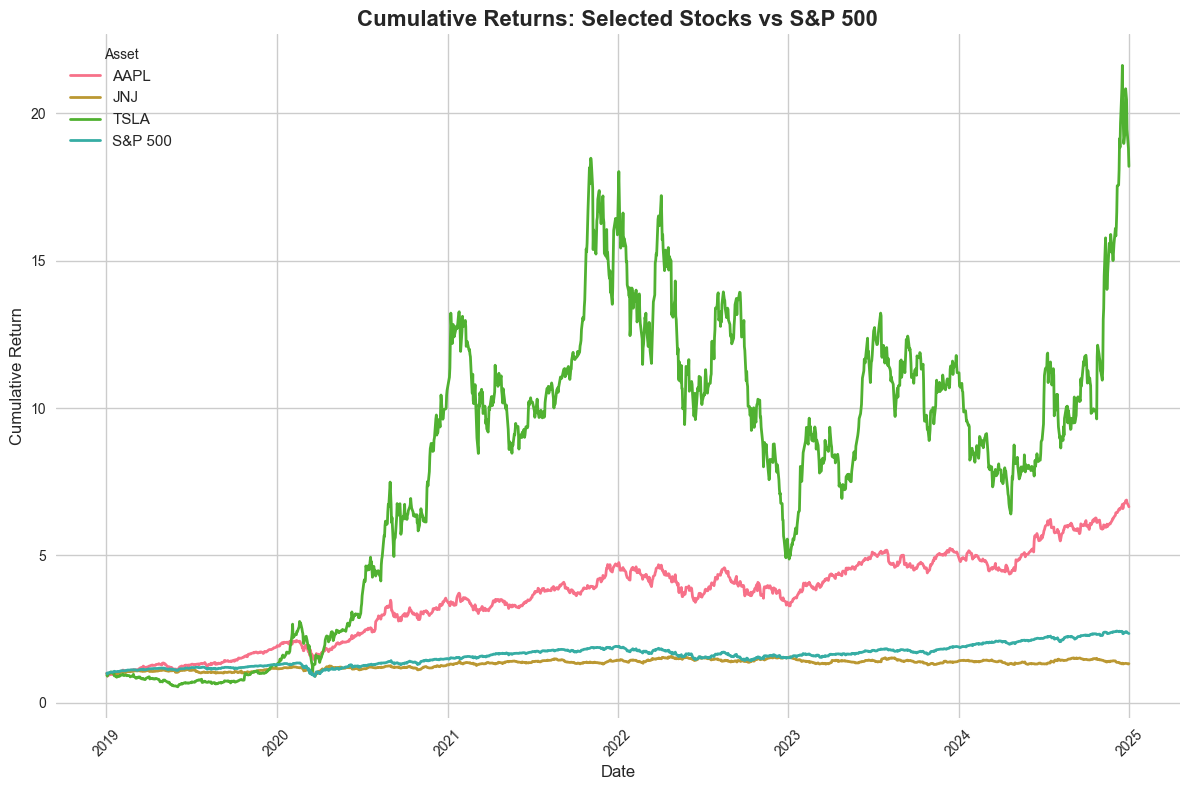 Cumulative Returns: Selected Stocks vs S&P 500
Asset
AAPL
JNJ
TSLA
S&P 500
Cumulative Return
20
15
10
5
0
2019
2020
2021
2022
2023
2024
2025
Date